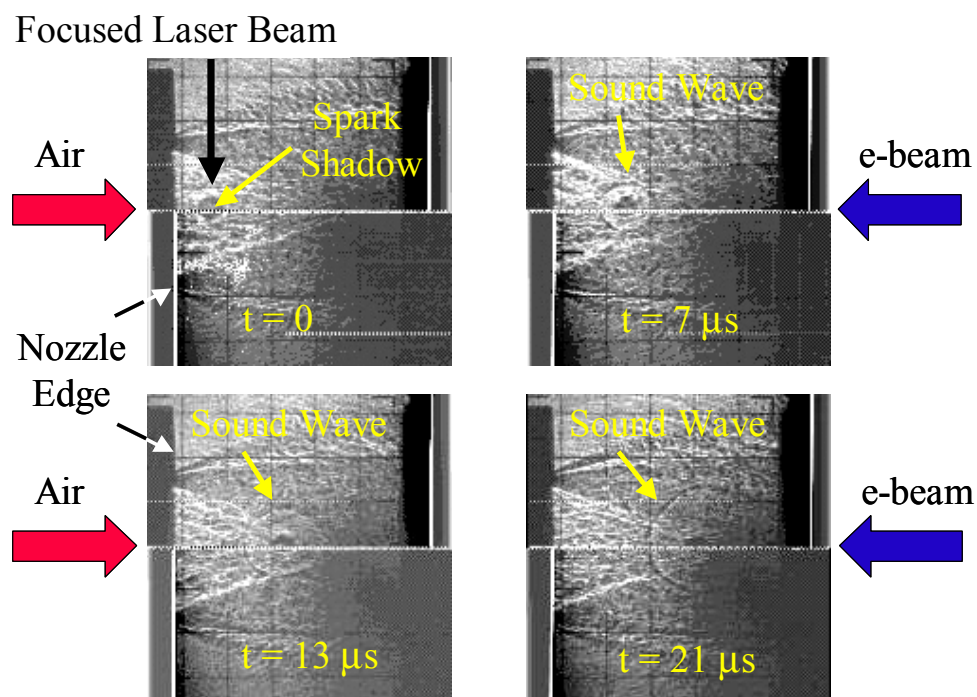 Focused Laser Beam
Spark
Shadow
Air
t = 0
Sound Wave
e-beam
t = 7 μs
Nozzle
Edge
Sound Wave
Air
t = 13 μs
Sound Wave
e-beam
t = 21 μs